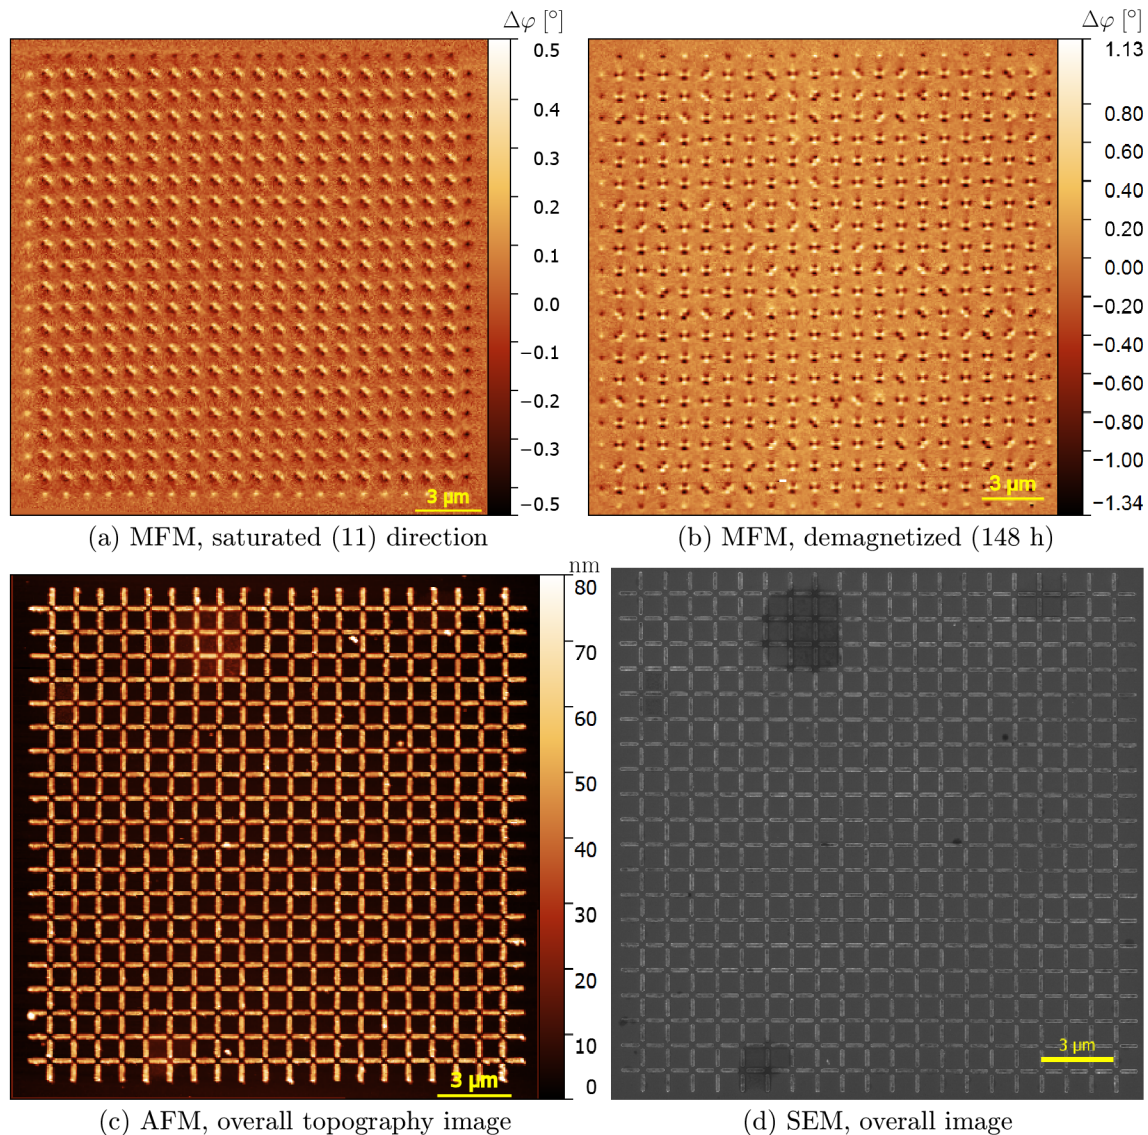 Δφ [°]
0.5
0.4
0.3
0.2
0.1
0.0
−0.1
−0.2
−0.3
−0.5
3 µm
(a) MFM, saturated (11) direction
Δφ [°]
1.13
0.80
0.60
0.40
0.20
0.00
−0.20
−0.40
−0.60
−0.80
−1.00
−1.34
3 µm
(b) MFM, demagnetized (148 h)
nm
80
70
60
50
40
30
20
10
0
3 µm
(c) AFM, overall topography image
3 µm
(d) SEM, overall image